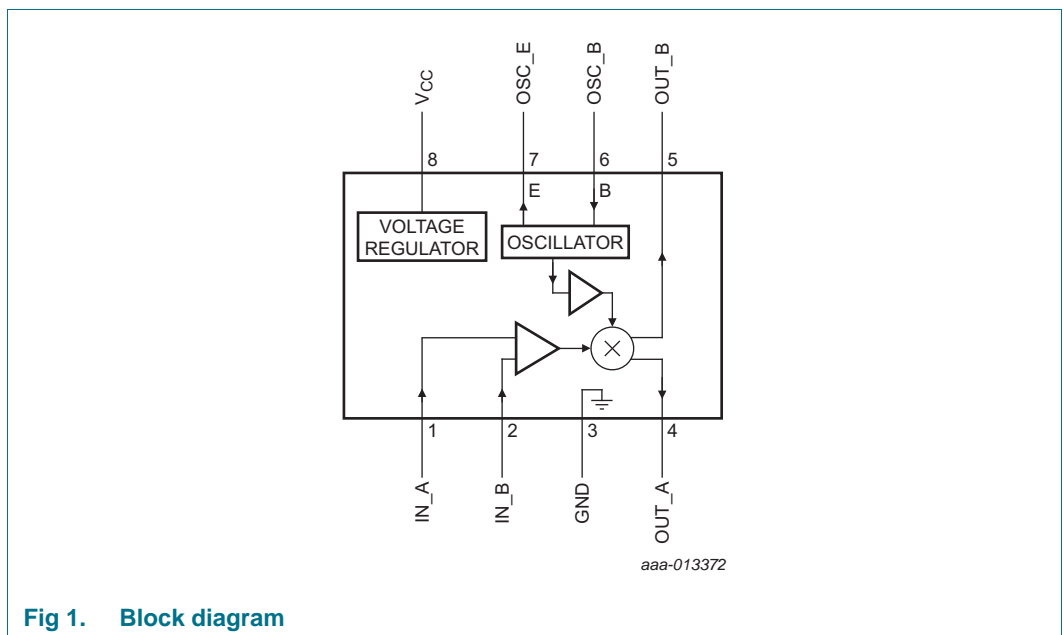 VCC
OSC_E
OSC_B
OUT_B
8
7
6
5
E
B
VOLTAGE
REGULATOR
OSCILLATOR
1
2
3
4
IN_A
IN_B
GND
OUT_A
aaa-013372
Fig 1. Block diagram